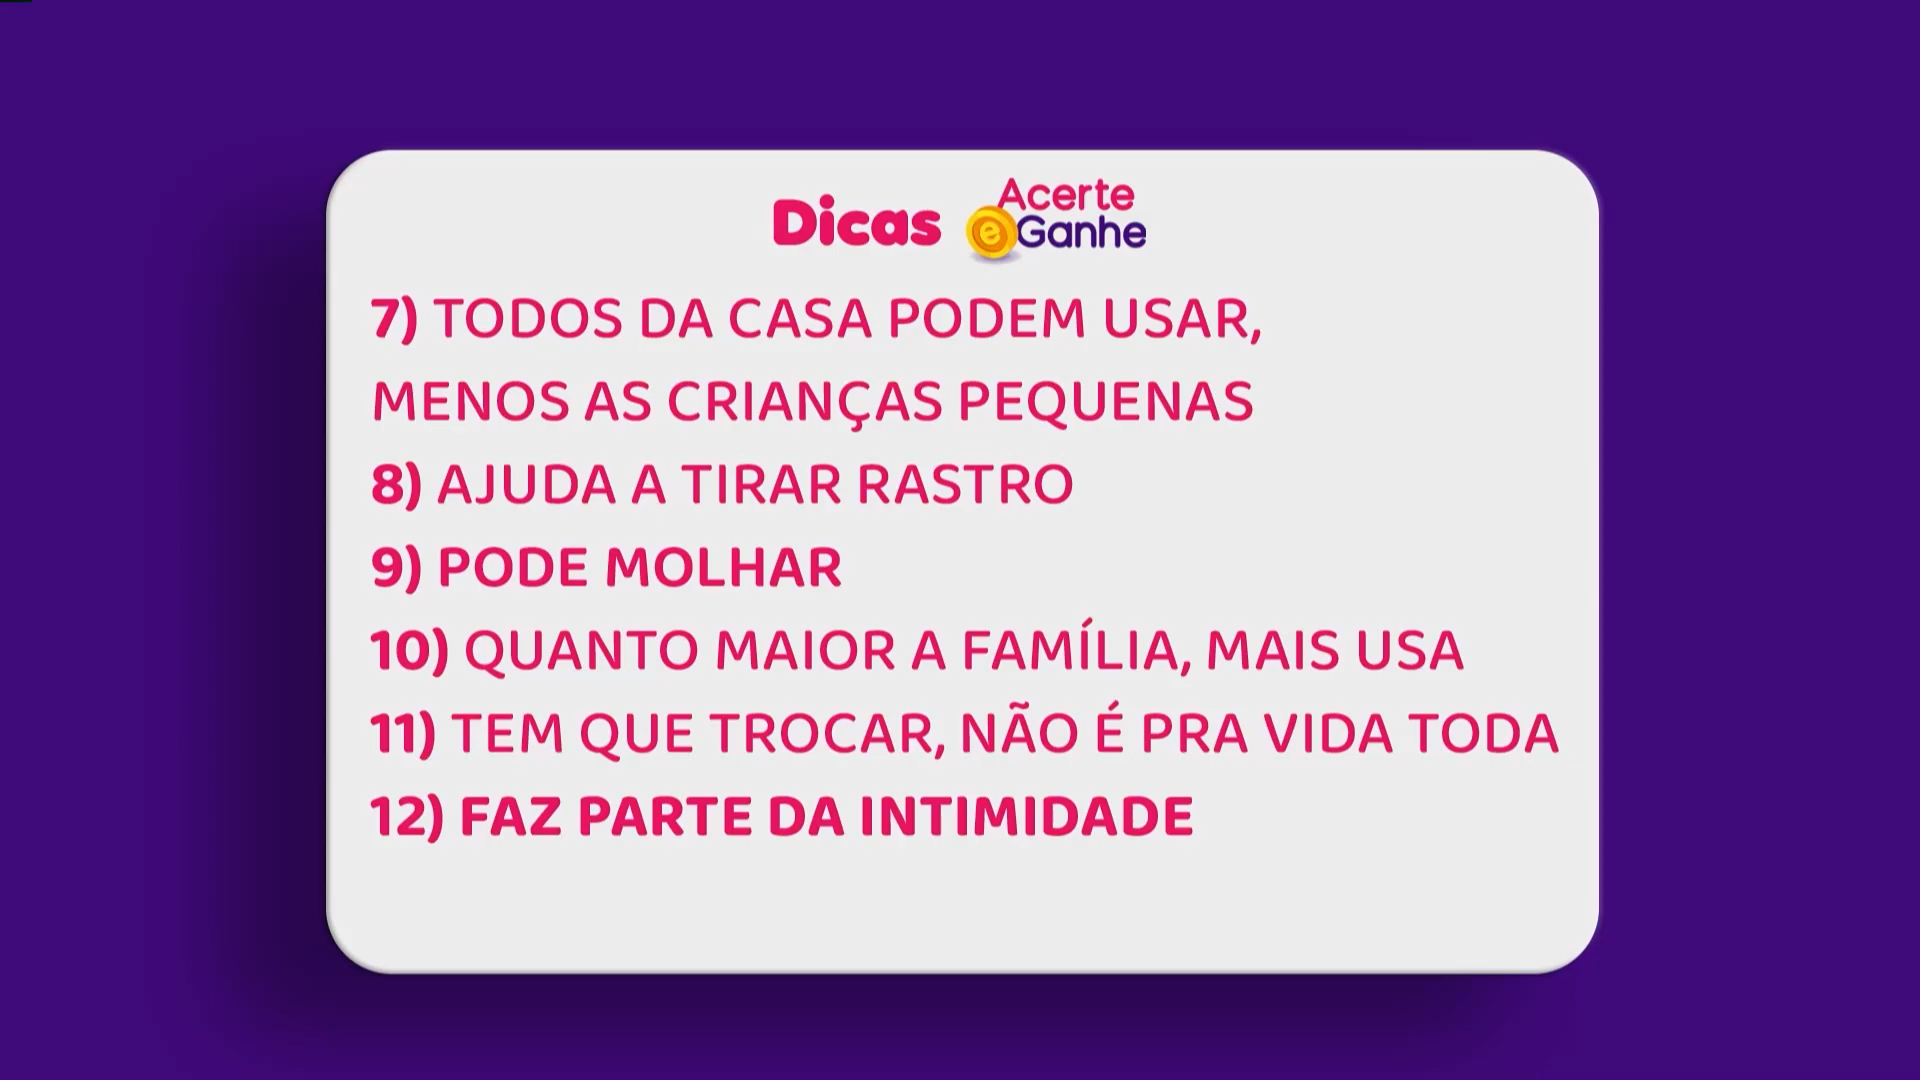 Dicas Acerte e Ganhe
7) TODOS DA CASA PODEM USAR,
MENOS AS CRIANÇAS PEQUENAS
8) AJUDA A TIRAR RASTRO
9) PODE MOLHAR
10) QUANTO MAIOR A FAMÍLIA, MAIS USA
11) TEM QUE TROCAR, NÃO É PRA VIDA TODA
12) FAZ PARTE DA INTIMIDADE